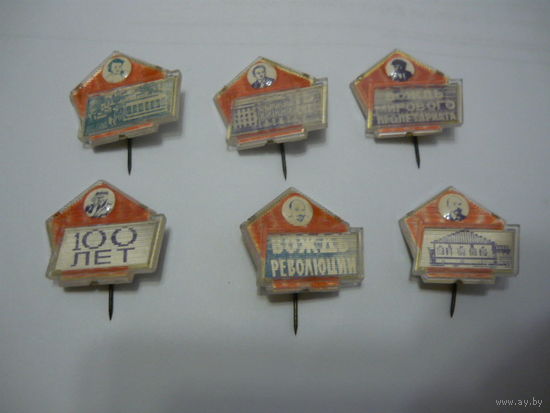 ВОЖДЬ
МИРОВОГО
ПРОЛЕТАРИАТА
100
ЛЕТ
ВОЖДЬ
РЕВОЛЮЦИИ
www.ay.by